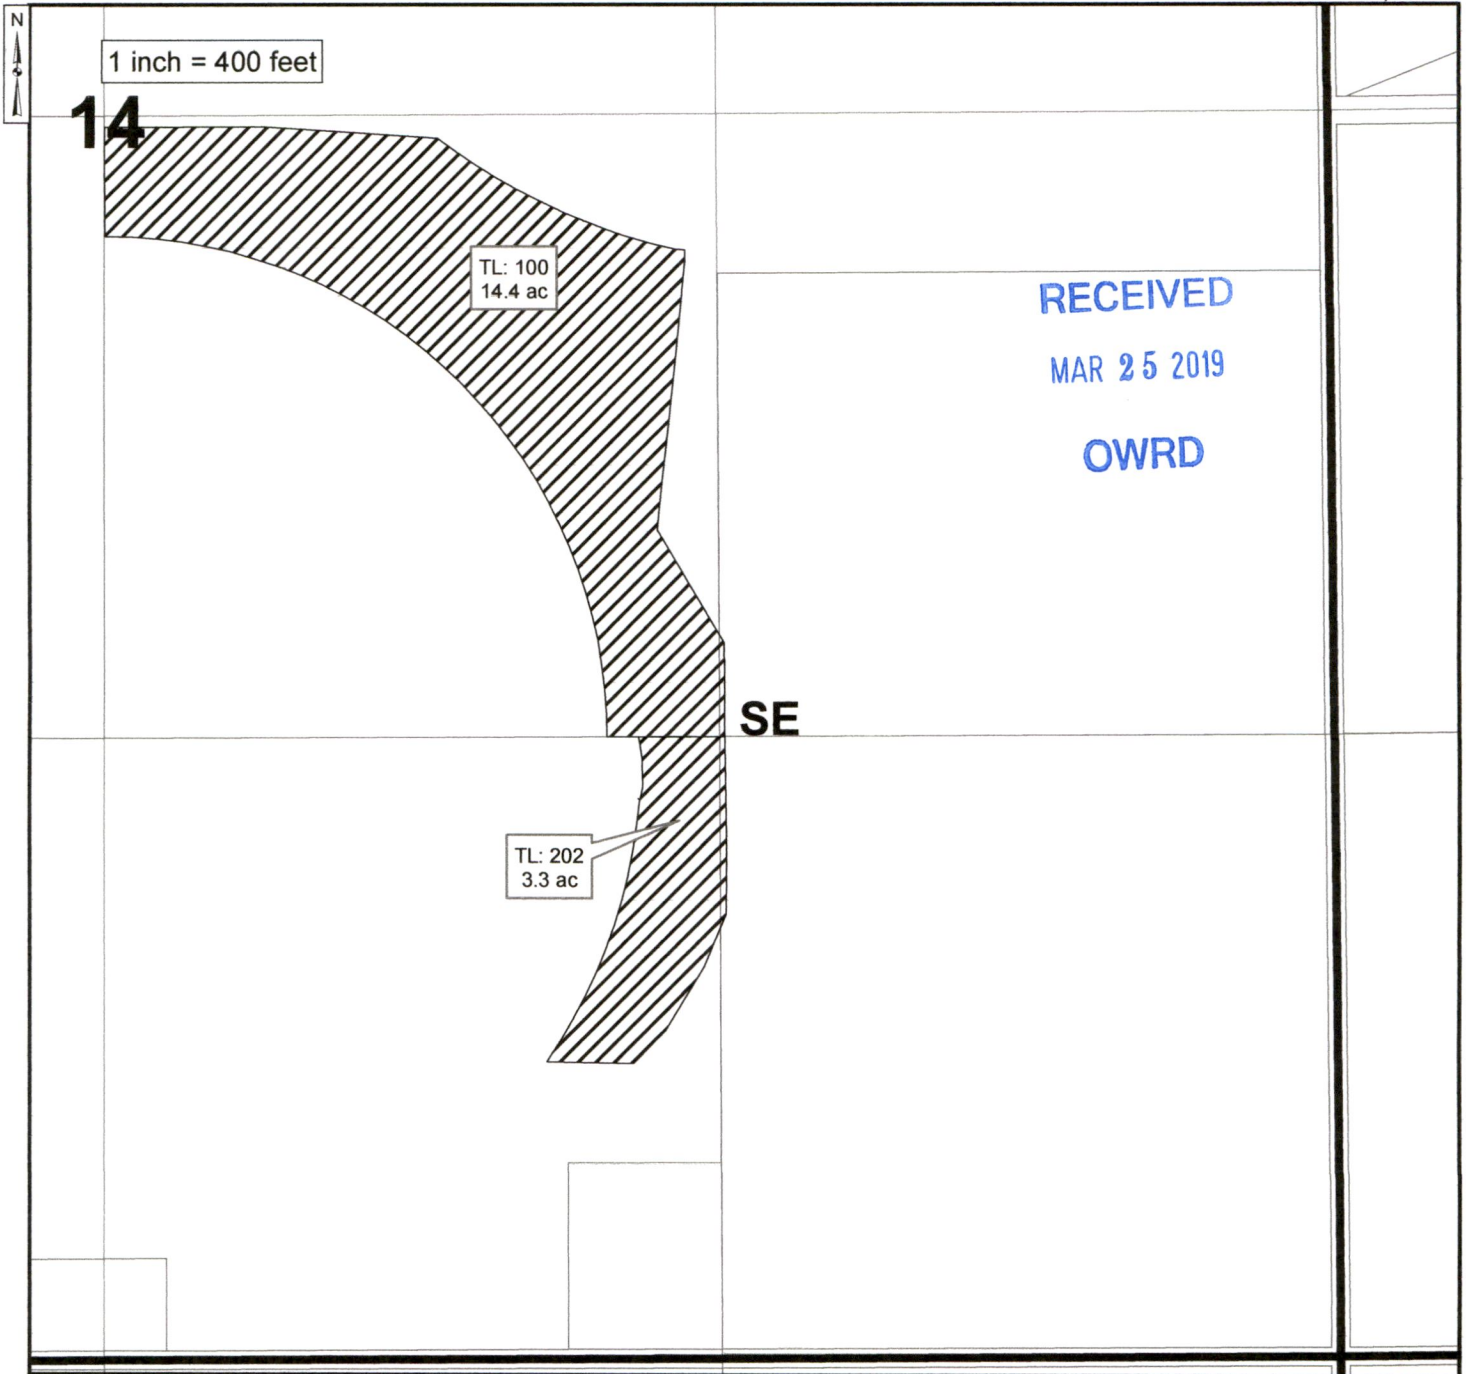 N
1 inch = 400 feet
14
TL: 100
14.4 ac
RECEIVED
MAR 25 2019
OWRD
SE
TL: 202
3.3 ac